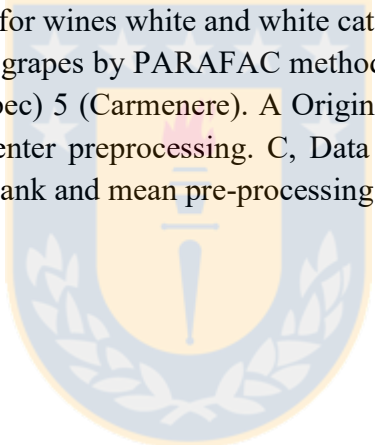 for wines white and white cat
grapes by PARAFAC method
bec) 5 (Carmenere). A Origin
enter preprocessing. C, Data
ank and mean pre-processing